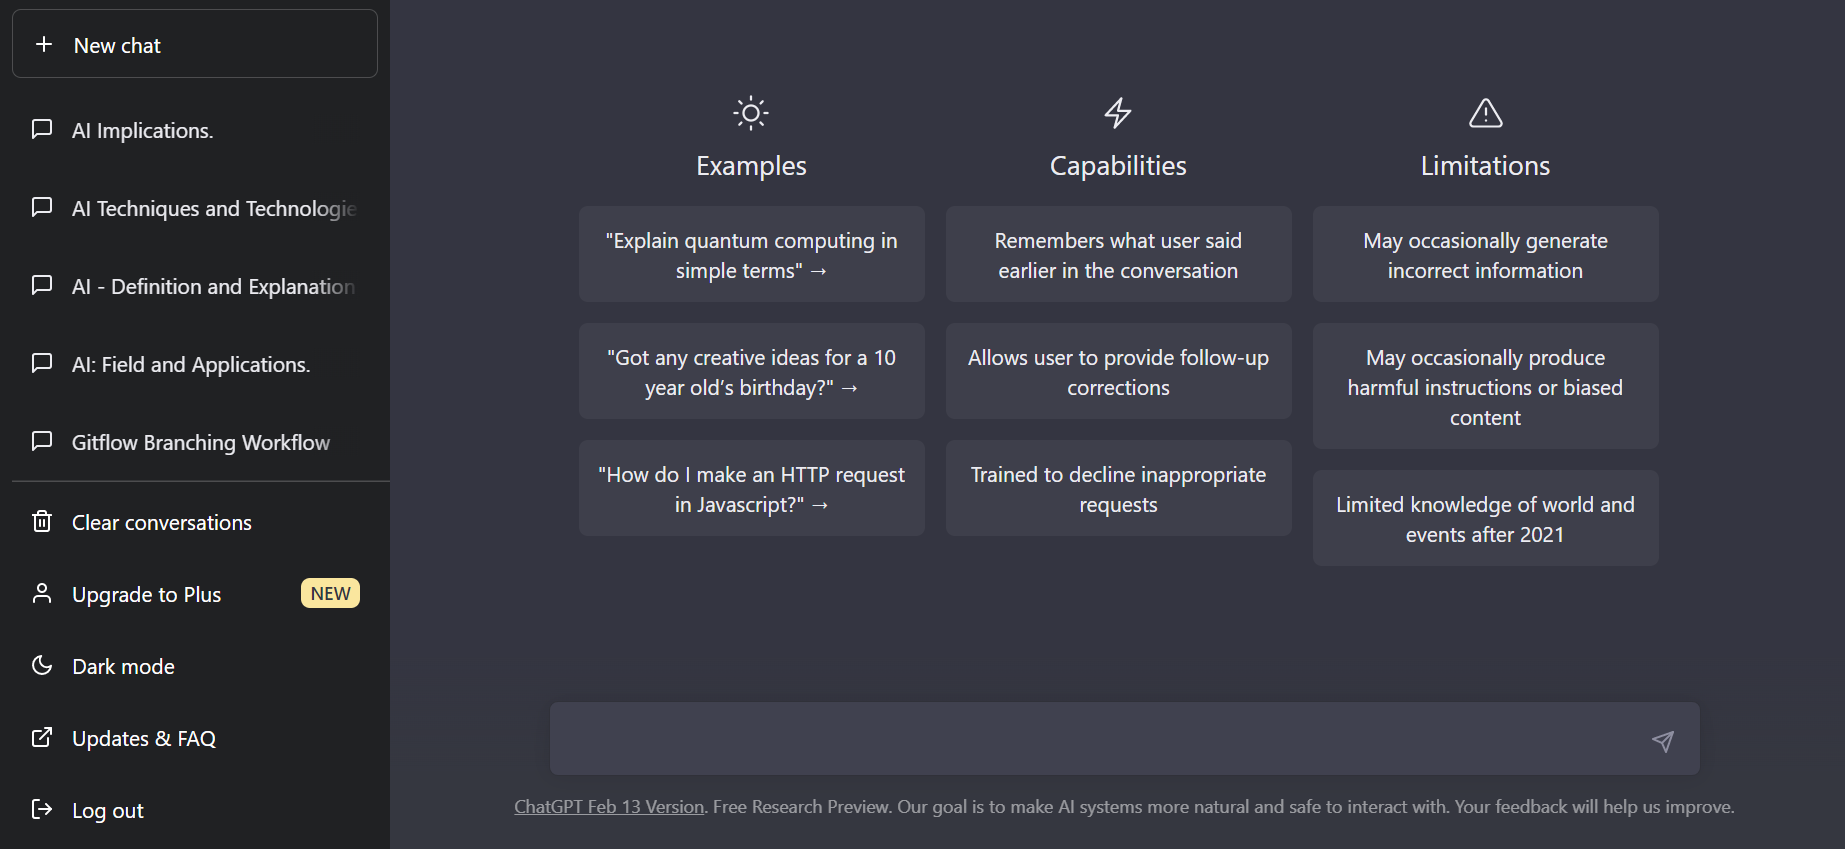 New chat
AI Implications.
AI Techniques and Technologie
AI - Definition and Explanation
AI: Field and Applications.
Gitflow Branching Workflow
Clear conversations
Upgrade to Plus NEW
Dark mode
Updates & FAQ
Log out
Examples
"Explain quantum computing in
simple terms" →
"Got any creative ideas for a 10
year old’s birthday?" →
"How do I make an HTTP request
in Javascript?" →
Capabilities
Remembers what user said
earlier in the conversation
Allows user to provide follow-up
corrections
Trained to decline inappropriate
requests
Limitations
May occasionally generate
incorrect information
May occasionally produce
harmful instructions or biased
content
Limited knowledge of world and
events after 2021
ChatGPT Feb 13 Version. Free Research Preview. Our goal is to make AI systems more natural and safe to interact with. Your feedback will help us improve.